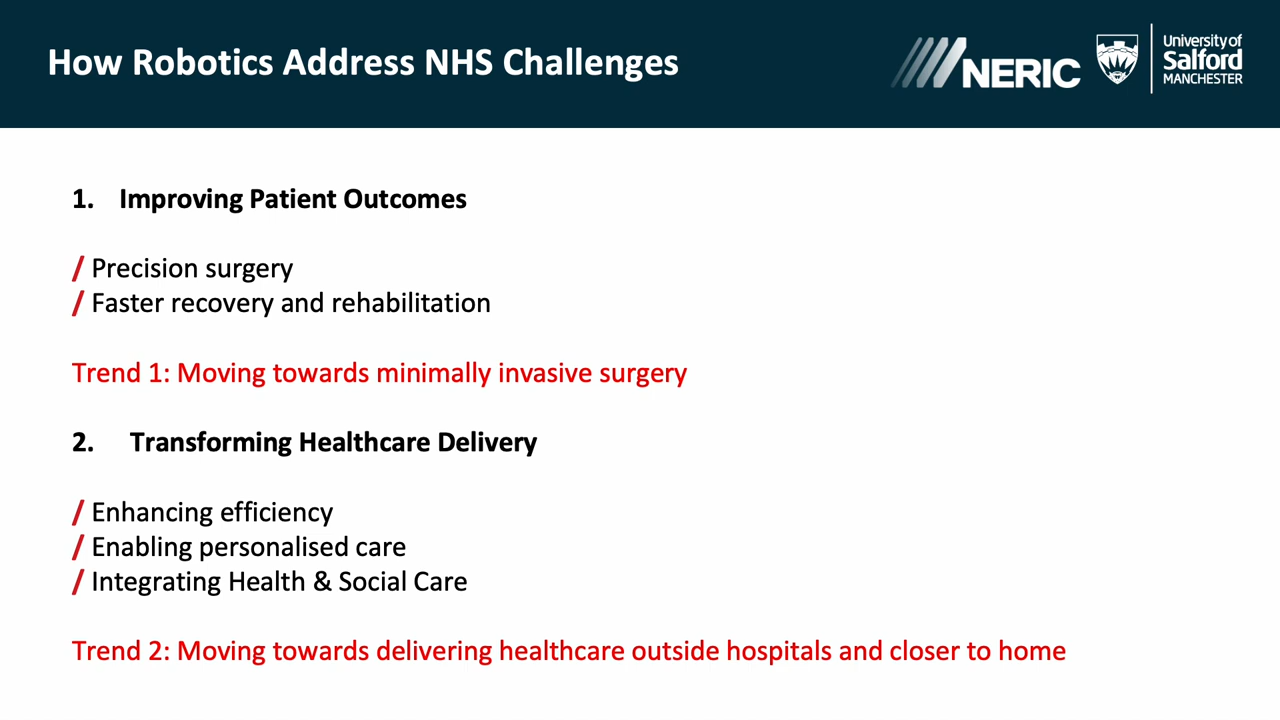 How Robotics Address NHS Challenges
NERIC
University of
Salford
MANCHESTER
1. Improving Patient Outcomes
/ Precision surgery
/ Faster recovery and rehabilitation
Trend 1: Moving towards minimally invasive surgery
2. Transforming Healthcare Delivery
/ Enhancing efficiency
/ Enabling personalised care
/ Integrating Health & Social Care
Trend 2: Moving towards delivering healthcare outside hospitals and closer to home